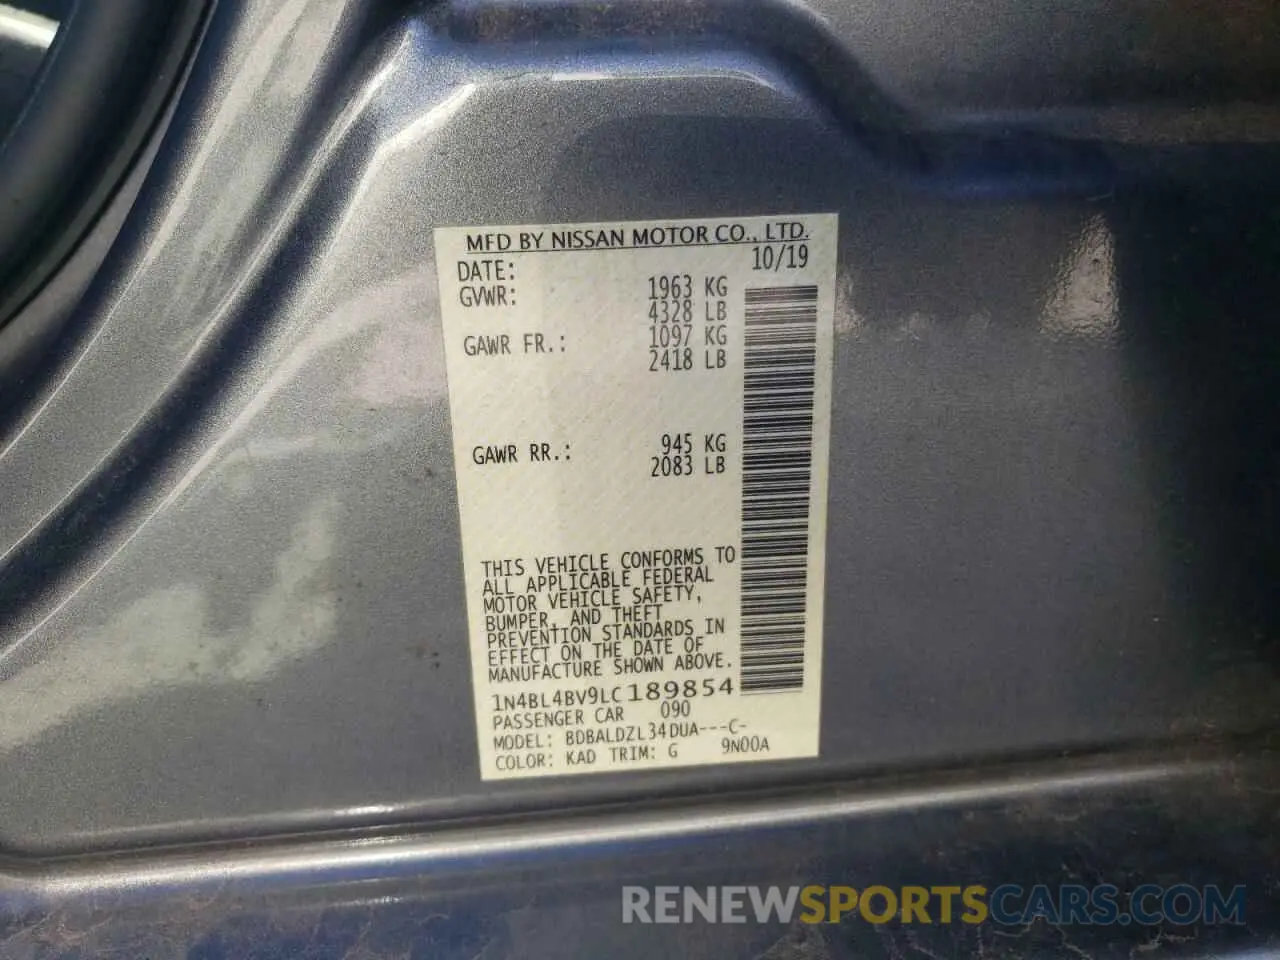 MFD BY NISSAN MOTOR CO., LTD.
DATE: 10/19
GVWR: 1963 KG
4328 LB
GAWR FR.: 1097 KG
2418 LB
GAWR RR.: 945 KG
2083 LB
THIS VEHICLE CONFORMS TO
ALL APPLICABLE FEDERAL
MOTOR VEHICLE SAFETY,
BUMPER, AND THEFT
PREVENTION STANDARDS IN
EFFECT ON THE DATE OF
MANUFACTURE SHOWN ABOVE.
1N4BL4BV9LC189854
PASSENGER CAR 090
MODEL: BDBALDZL34DUA---C-
COLOR: KAD TRIM: G 9N00A
RENEWSPORTSCARS.COM